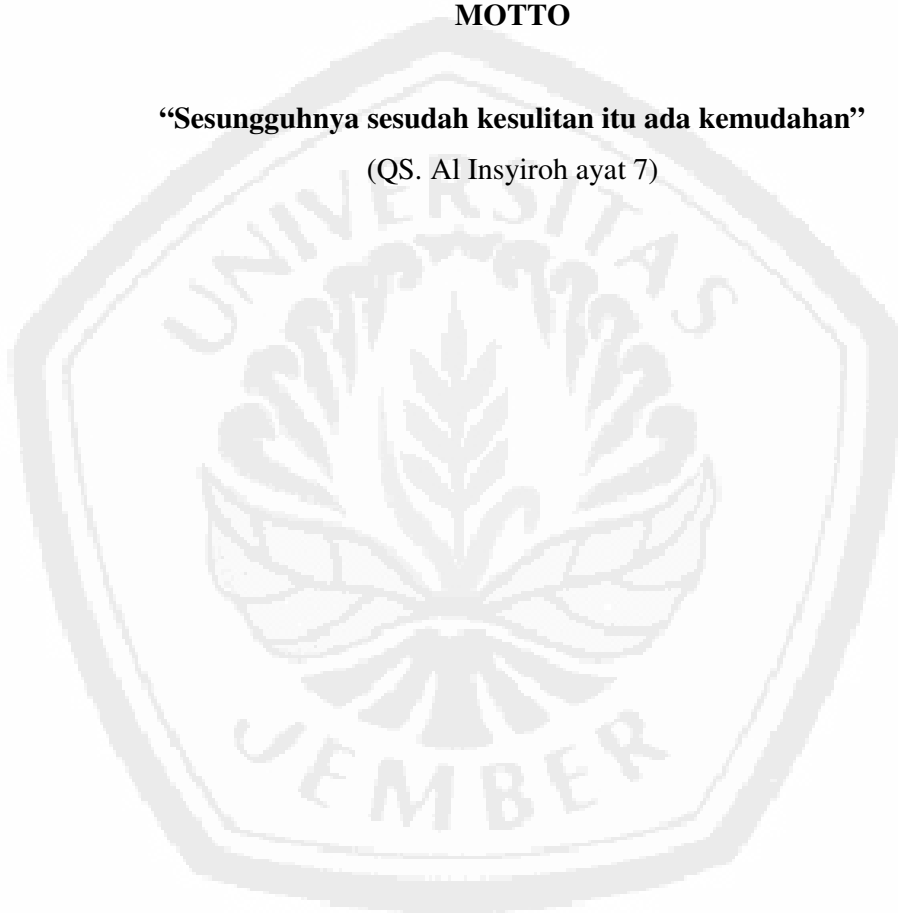 MOTTO
“Sesungguhnya sesudah kesulitan itu ada kemudahan”
(QS. Al Insyiroh ayat 7)
UNIVERSITAS
JEMBER